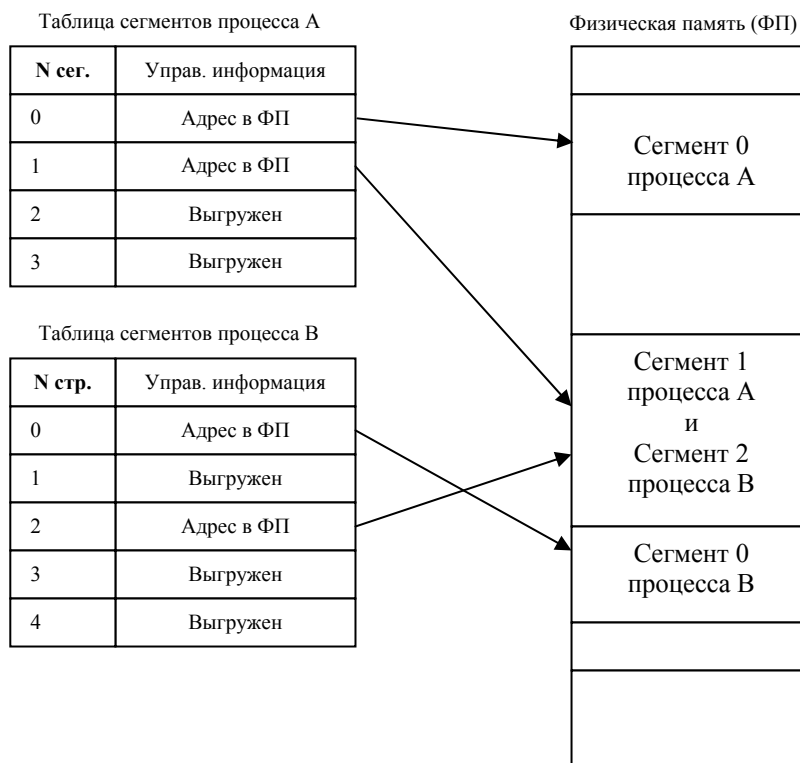 Таблица сегментов процесса А
N сег. Управ. информация
0 Адрес в ФП
1 Адрес в ФП
2 Выгружен
3 Выгружен
Таблица сегментов процесса В
N стр. Управ. информация
0 Адрес в ФП
1 Выгружен
2 Адрес в ФП
3 Выгружен
4 Выгружен
Физическая память (ФП)
Сегмент 0
процесса А
Сегмент 1
процесса А
и
Сегмент 2
процесса В
Сегмент 0
процесса В